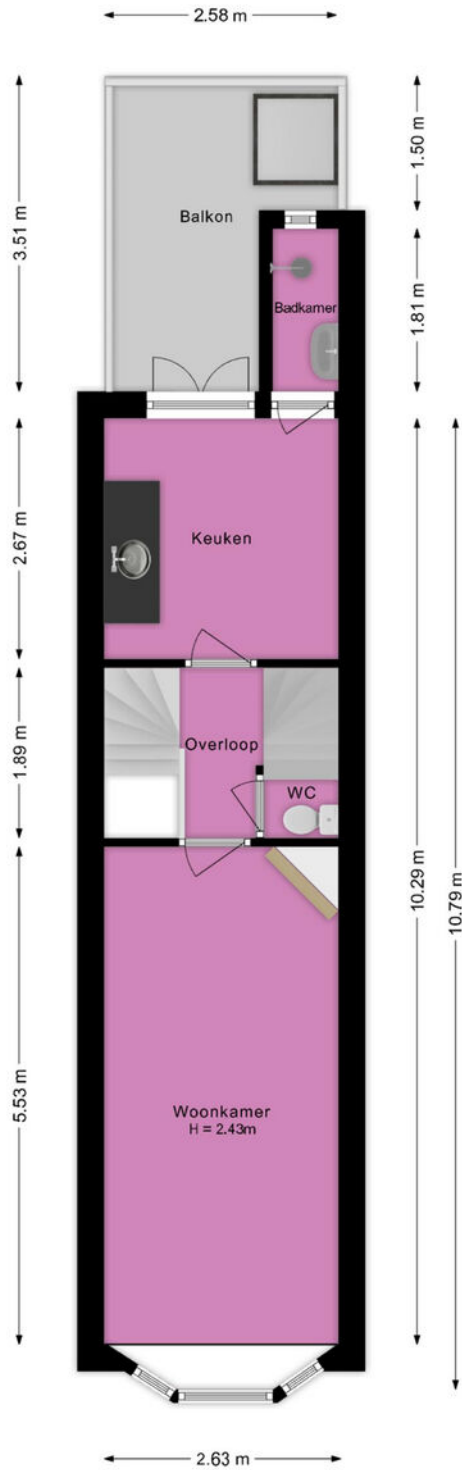 2.58 m
3.51 m
1.50 m
Balkon
Badkamer
1.81 m
2.67 m
Keuken
1.89 m
Overloop
WC
10.29 m
10.79 m
5.53 m
Woonkamer
H = 2.43m
2.63 m